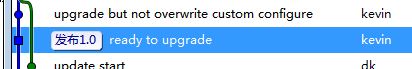 upgrade but not overwrite custom configure kevin
发布1.0 ready to upgrade kevin
update start dk